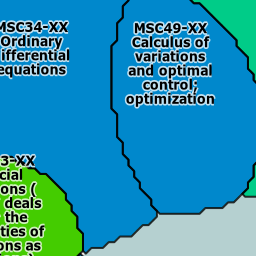 MSC34-XX
Ordinary
ifferential
equations
MSC49-XX
Calculus of
variations
and optimal
control;
optimization
3-XX
cial
ons (
deals
the
ties of
ons as